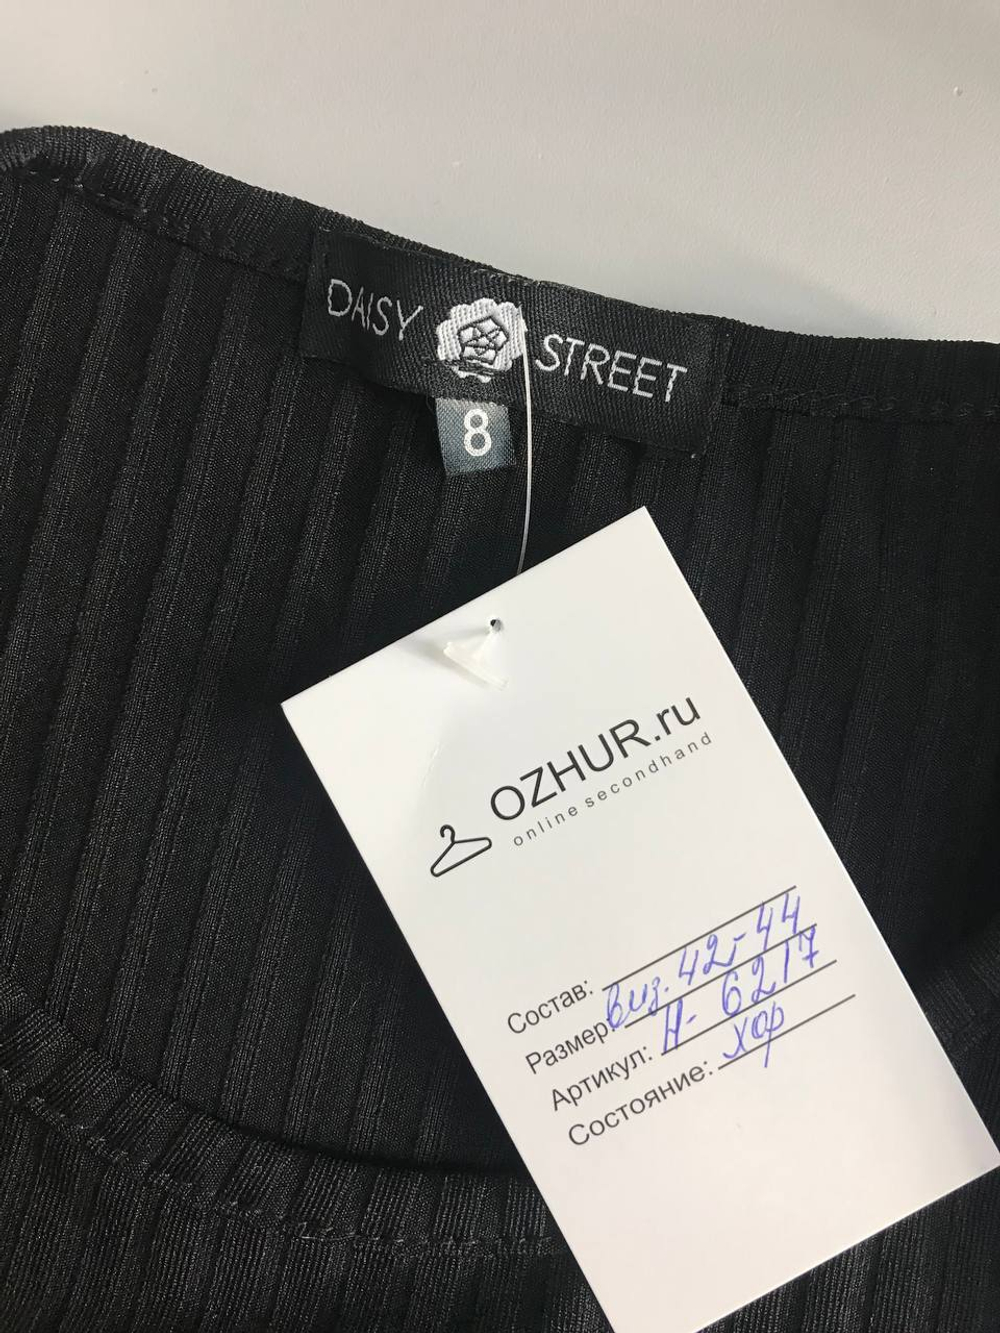 DAISY STREET
8
OZHUR.ru
online secondhand
Состав:
Размер: виз. 42-44
Артикул: Н- 6217
Состояние: хор